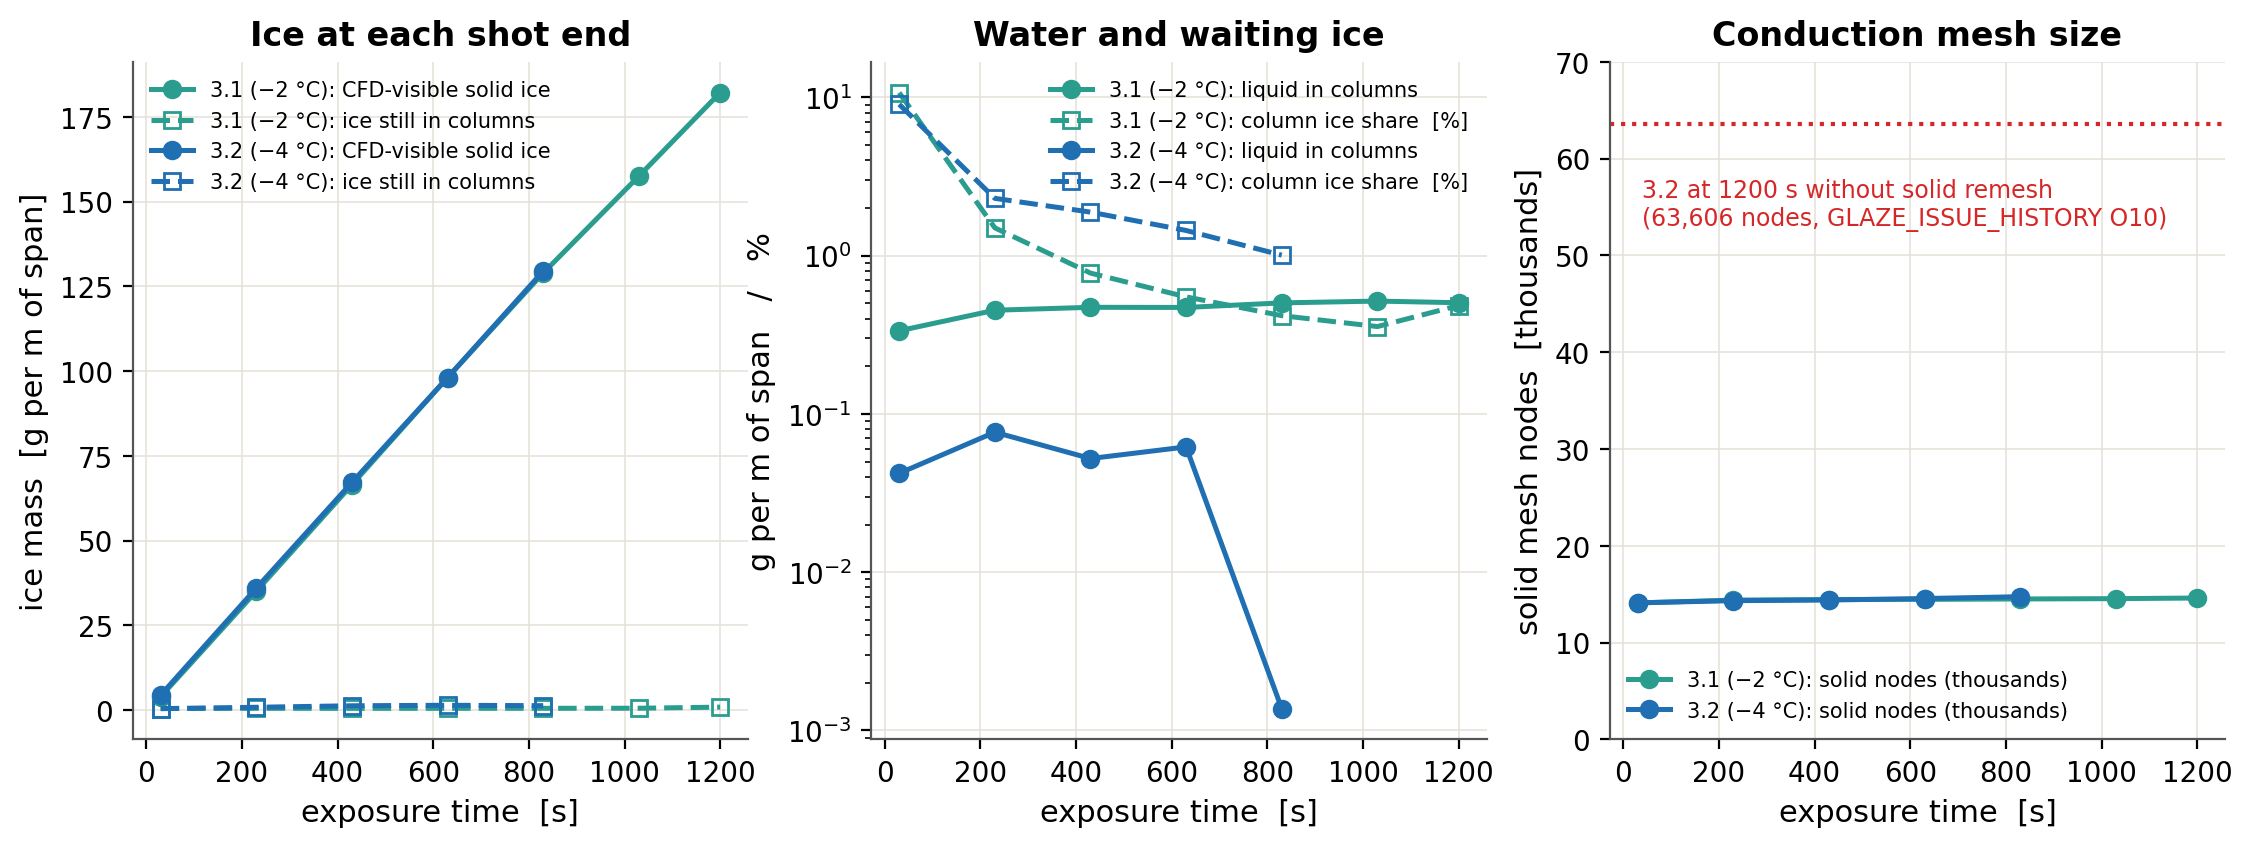 Ice at each shot end
3.1 (−2 °C): CFD-visible solid ice
3.1 (−2 °C): ice still in columns
3.2 (−4 °C): CFD-visible solid ice
3.2 (−4 °C): ice still in columns
ice mass [g per m of span]
175
150
125
100
75
50
25
0
0 200 400 600 800 1000 1200
exposure time [s]
Water and waiting ice
3.1 (−2 °C): liquid in columns
3.1 (−2 °C): column ice share [%]
3.2 (−4 °C): liquid in columns
3.2 (−4 °C): column ice share [%]
g per m of span / %
10¹
10⁰
10⁻¹
10⁻²
10⁻³
0 200 400 600 800 1000 1200
exposure time [s]
Conduction mesh size
solid mesh nodes [thousands]
70
60
50
40
30
20
10
0
3.2 at 1200 s without solid remesh
(63,606 nodes, GLAZE_ISSUE_HISTORY O10)
3.1 (−2 °C): solid nodes (thousands)
3.2 (−4 °C): solid nodes (thousands)
0 200 400 600 800 1000 1200
exposure time [s]